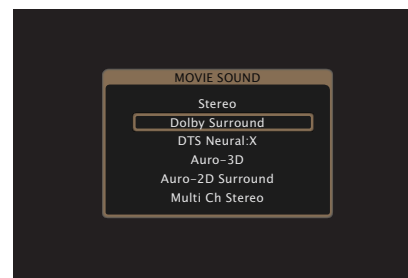 MOVIE SOUND
Stereo
Dolby Surround
DTS Neural:X
Auro-3D
Auro-2D Surround
Multi Ch Stereo